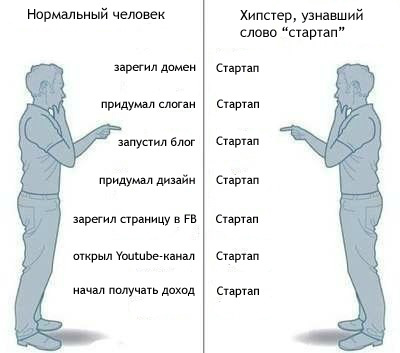 Нормальный человек
Хипстер, узнавший
слово “стартап”
зарегил домен
Стартап
придумал слоган
Стартап
запустил блог
Стартап
придумал дизайн
Стартап
зарегил страницу в FB
Стартап
открыл Youtube-канал
Стартап
начал получать доход
Стартап